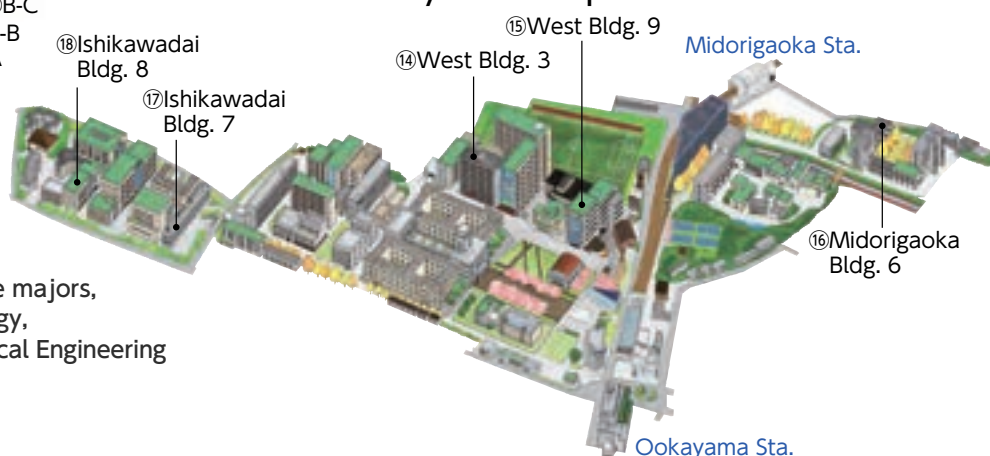 B-C
-B
⑮West Bldg. 9
⑱Ishikawadai
Bldg. 8
⑭West Bldg. 3
Midorigaoka Sta.
⑰Ishikawadai
Bldg. 7
⑯Midorigaoka
Bldg. 6
e majors,
gy,
cal Engineering
Ookayama Sta.